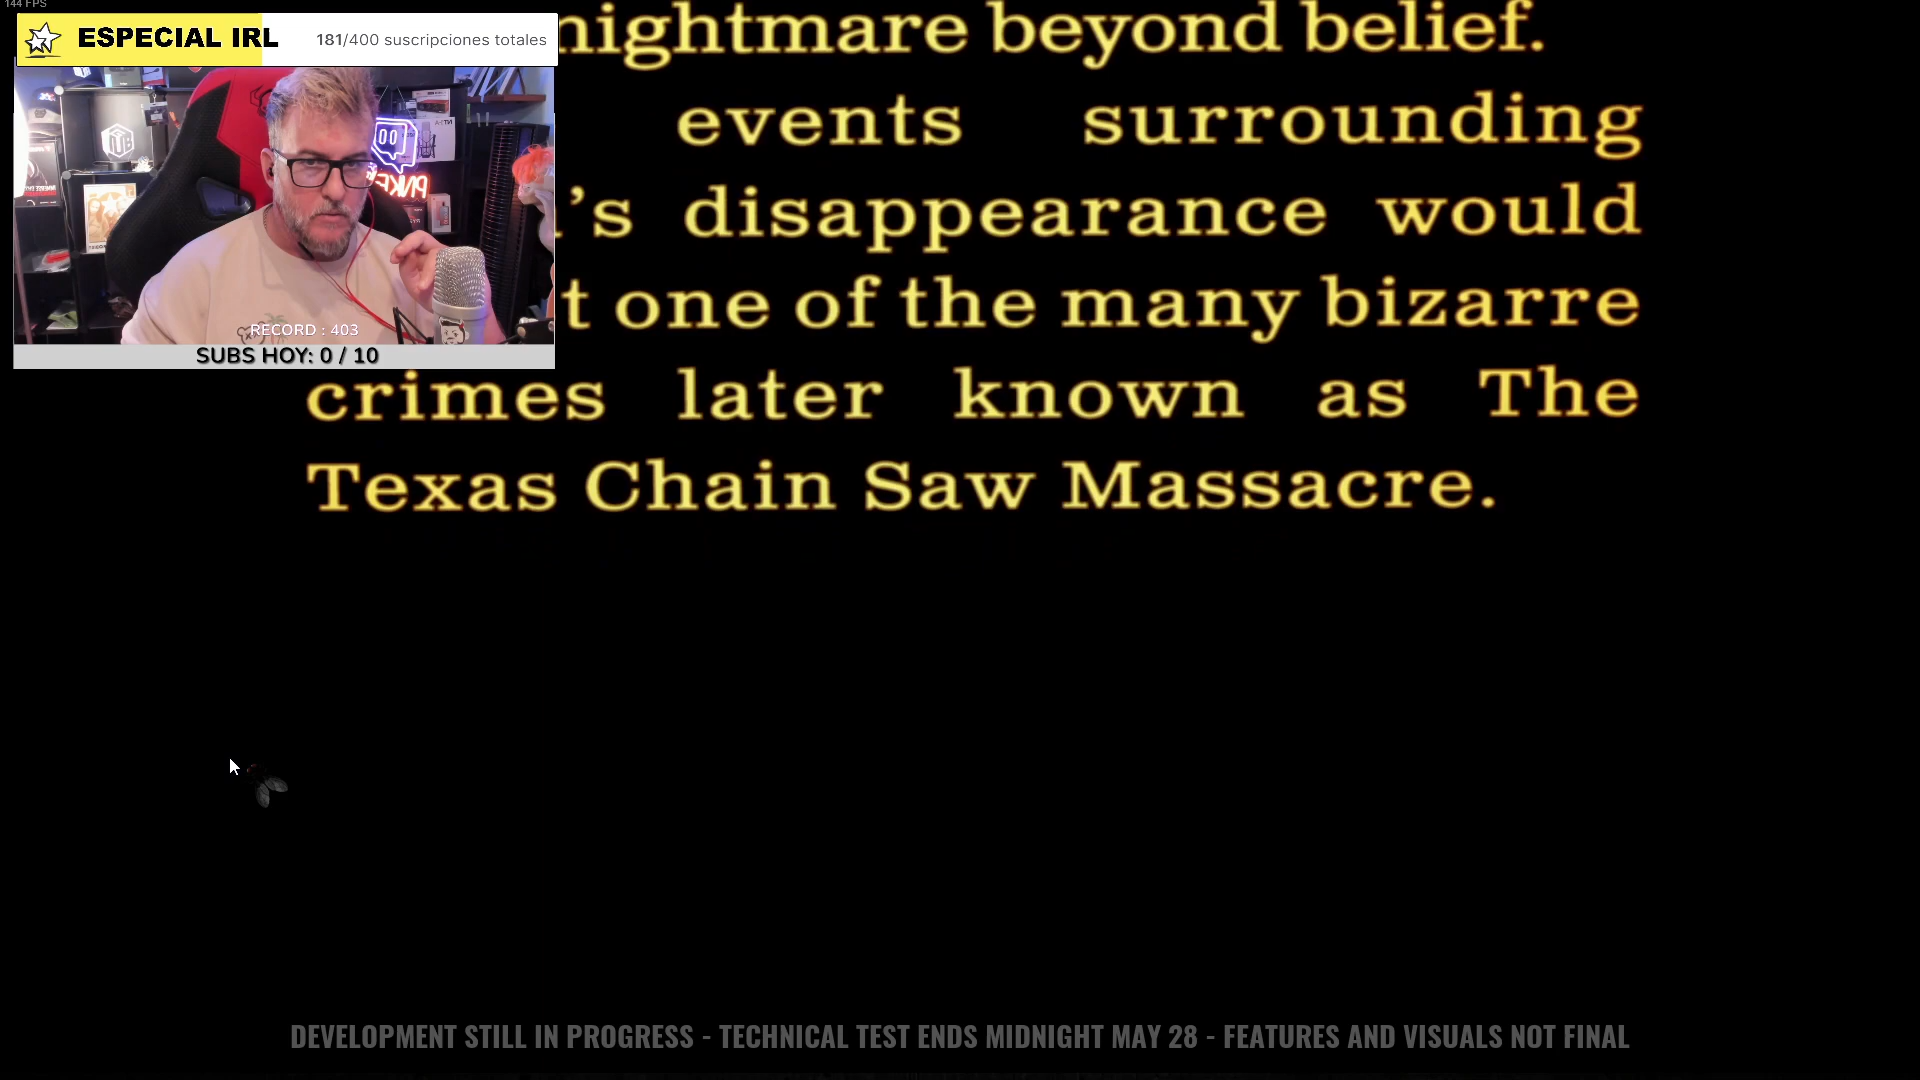 144 FPS
ESPECIAL IRL
181/400 suscripciones totales
nightmare beyond belief.
events surrounding
's disappearance would
t one of the many bizarre
RECORD : 403
SUBS HOY: 0 / 10
crimes later known as The
Texas Chain Saw Massacre.
DEVELOPMENT STILL IN PROGRESS - TECHNICAL TEST ENDS MIDNIGHT MAY 28 - FEATURES AND VISUALS NOT FINAL